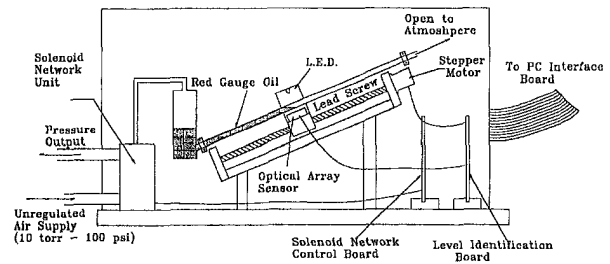 Open to
Atmoshpere
Solenoid
Network
Unit
L.E.D.
Stepper
Motor
Red Gauge Oil
To PC Interface
Board
Lead Screw
Pressure
Output
Optical Array
Sensor
Unregulated
Air Supply
(10 torr - 100 psi)
Solenoid Network
Control Board
Level Identification
Board